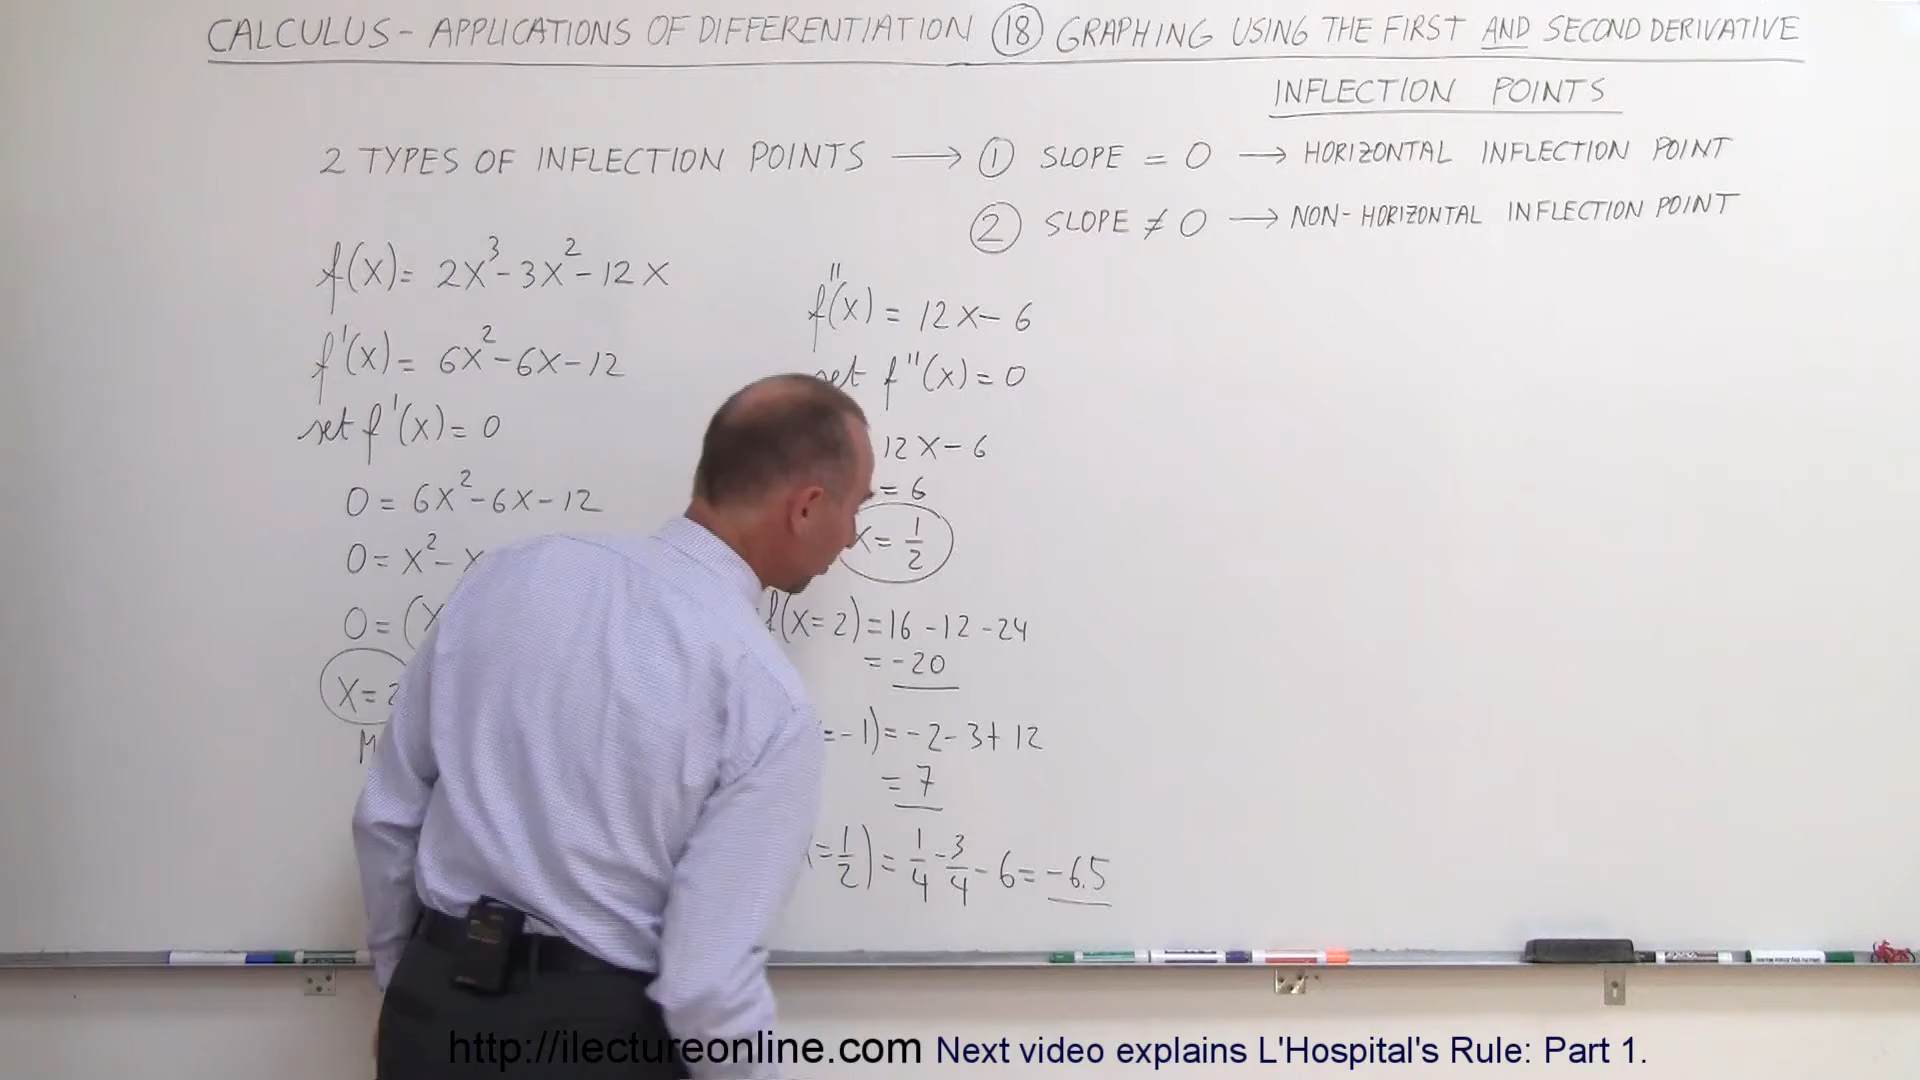 CALCULUS - APPLICATIONS OF DIFFERENTIATION 18 GRAPHING USING THE FIRST AND SECOND DERIVATIVE
INFLECTION POINTS
2 TYPES OF INFLECTION POINTS → 1 SLOPE = 0 → HORIZONTAL INFLECTION POINT
2 SLOPE ≠ 0 → NON-HORIZONTAL INFLECTION POINT
f(x) = 2x³ - 3x² - 12x
f'(x) = 6x² - 6x - 12
set f'(x) = 0
0 = 6x² - 6x - 12
0 = x² - x
0 = (x
x = 2
M
f"(x) = 12x - 6
set f"(x) = 0
12x - 6
= 6
x = 1/2
f(x=2) = 16 - 12 - 24
= -20
= -1) = -2 - 3 + 12
= 7
= 1/2) = 1/4 - 3/4 - 6 = -6.5
http://ilectureonline.com Next video explains L'Hospital's Rule: Part 1.